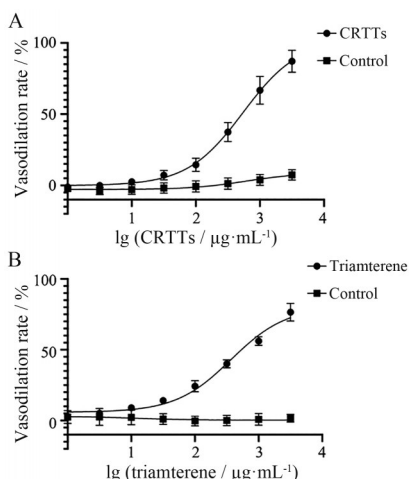 A
CRTTs
Control
Vasodilation rate / %
100
50
0
1
2
3
4
lg (CRTTs / μg·mL-1)
B
Triamterene
Control
Vasodilation rate / %
100
50
0
1
2
3
4
lg (triamterene / μg·mL-1)